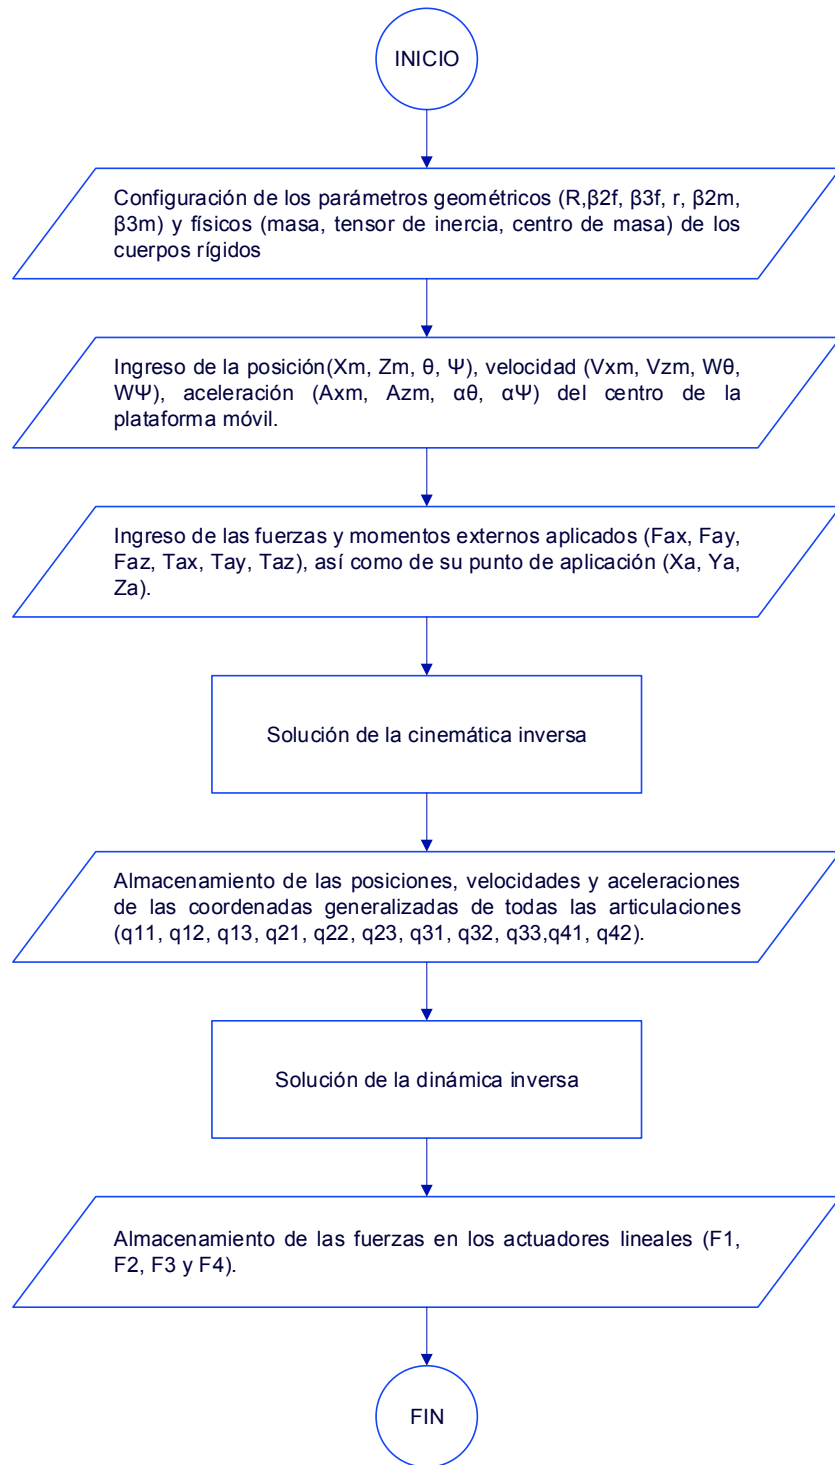 INICIO
Configuración de los parámetros geométricos (R,β2f, β3f, r, β2m,
β3m) y físicos (masa, tensor de inercia, centro de masa) de los
cuerpos rígidos
Ingreso de la posición(Xm, Zm, θ, Ψ), velocidad (Vxm, Vzm, Wθ,
WΨ), aceleración (Axm, Azm, αθ, αΨ) del centro de la
plataforma móvil.
Ingreso de las fuerzas y momentos externos aplicados (Fax, Fay,
Faz, Tax, Tay, Taz), así como de su punto de aplicación (Xa, Ya,
Za).
Solución de la cinemática inversa
Almacenamiento de las posiciones, velocidades y aceleraciones
de las coordenadas generalizadas de todas las articulaciones
(q11, q12, q13, q21, q22, q23, q31, q32, q33,q41, q42).
Solución de la dinámica inversa
Almacenamiento de las fuerzas en los actuadores lineales (F1,
F2, F3 y F4).
FIN